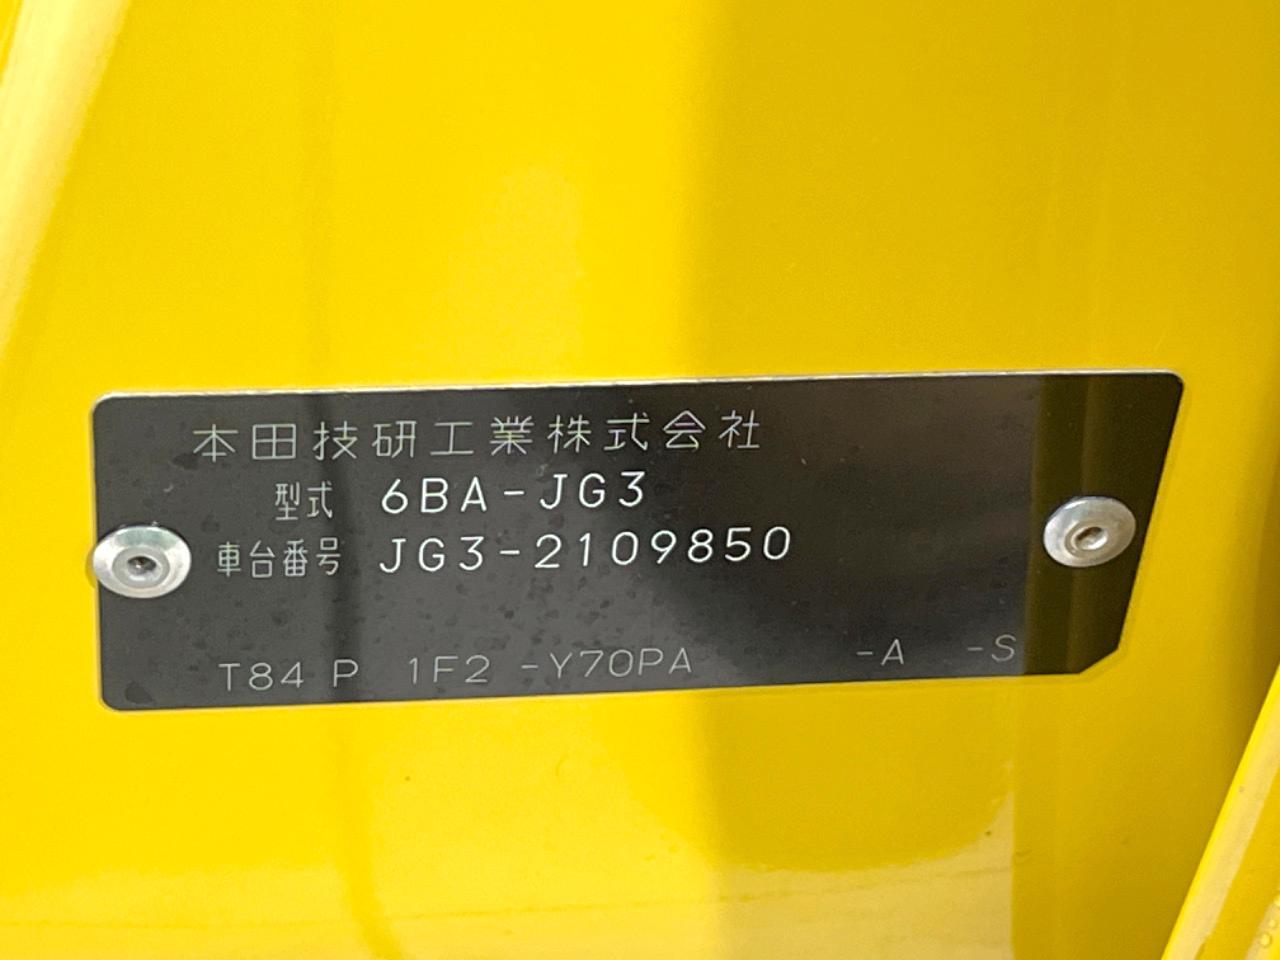 本田技研工業株式会社
型式 6BA-JG3
車台番号 JG3-2109850
T84 P 1F2 -Y70PA -A -S